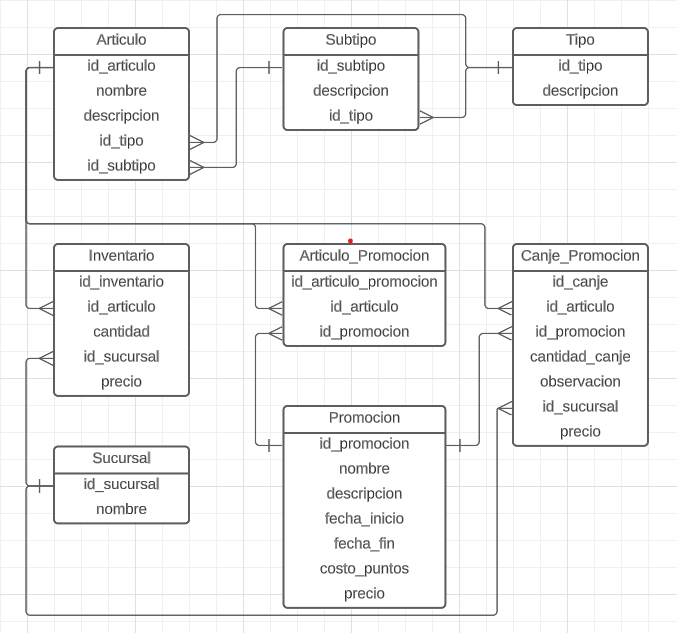 Articulo
id_articulo
nombre
descripcion
id_tipo
id_subtipo
Subtipo
id_subtipo
descripcion
id_tipo
Tipo
id_tipo
descripcion
Inventario
id_inventario
id_articulo
cantidad
id_sucursal
precio
Articulo_Promocion
id_articulo_promocion
id_articulo
id_promocion
Canje_Promocion
id_canje
id_articulo
id_promocion
cantidad_canje
observacion
id_sucursal
precio
Sucursal
id_sucursal
nombre
Promocion
id_promocion
nombre
descripcion
fecha_inicio
fecha_fin
costo_puntos
precio